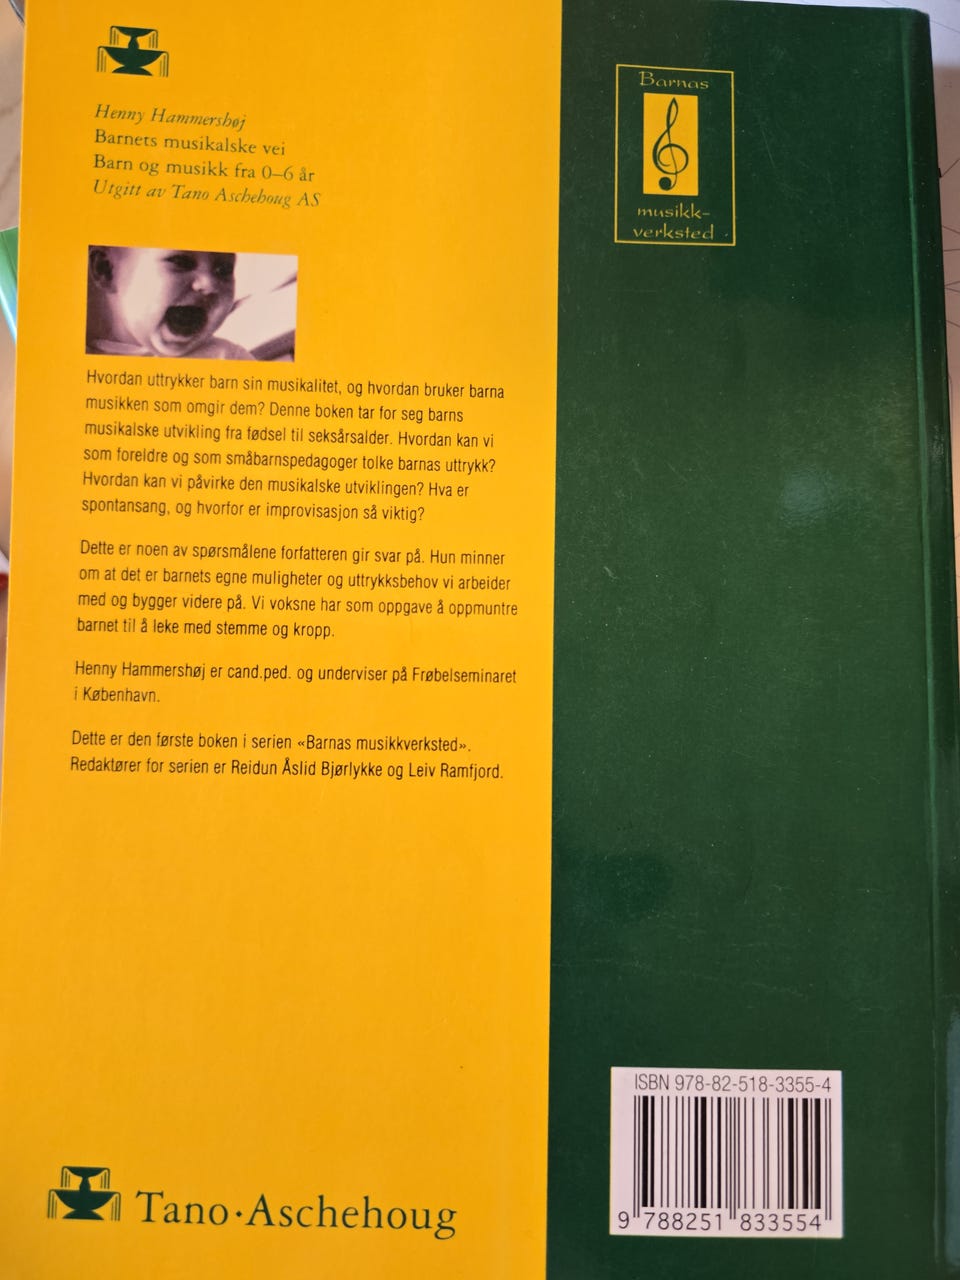 Henny Hammershøj
Barnets musikalske vei
Barn og musikk fra 0–6 år
Utgitt av Tano Aschehoug AS
Hvordan uttrykker barn sin musikalitet, og hvordan bruker barna
musikken som omgir dem? Denne boken tar for seg barns
musikalske utvikling fra fødsel til seksårsalder. Hvordan kan vi
som foreldre og som småbarnspedagoger tolke barnas uttrykk?
Hvordan kan vi påvirke den musikalske utviklingen? Hva er
spontansang, og hvorfor er improvisasjon så viktig?
Dette er noen av spørsmålene forfatteren gir svar på. Hun minner
om at det er barnets egne muligheter og uttrykksbehov vi arbeider
med og bygger videre på. Vi voksne har som oppgave å oppmuntre
barnet til å leke med stemme og kropp.
Henny Hammershøj er cand.ped. og underviser på Frøbelseminaret
i København.
Dette er den første boken i serien «Barnas musikkverksted».
Redaktører for serien er Reidun Åslid Bjørlykke og Leiv Ramfjord.
Tano·Aschehoug
Barnas
musikk-
verksted
ISBN 978-82-518-3355-4
9 788251 833554